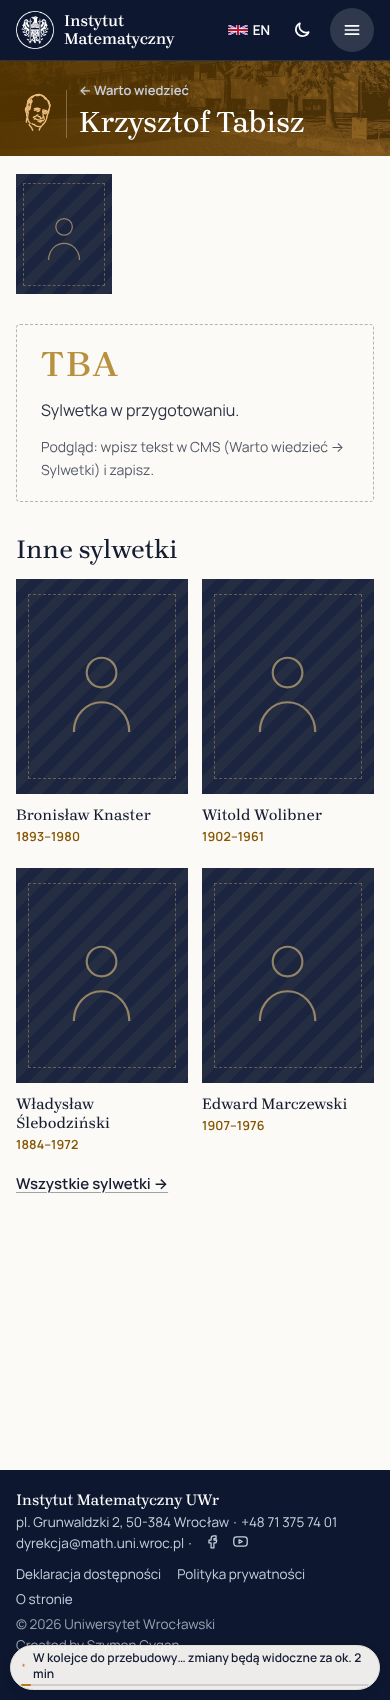 Instytut
Matematyczny
EN
← Warto wiedzieć
Krzysztof Tabisz
TBA
Sylwetka w przygotowaniu.
Podgląd: wpisz tekst w CMS (Warto wiedzieć →
Sylwetki) i zapisz.
Inne sylwetki
Bronisław Knaster
1893–1980
Witold Wolibner
1902–1961
Władysław
Ślebodziński
1884–1972
Edward Marczewski
1907–1976
Wszystkie sylwetki →
Instytut Matematyczny UWr
pl. Grunwaldzki 2, 50-384 Wrocław · +48 71 375 74 01
dyrekcja@math.uni.wroc.pl ·
Deklaracja dostępności Polityka prywatności
O stronie
© 2026 Uniwersytet Wrocławski
W kolejce do przebudowy… zmiany będą widoczne za ok. 2
min